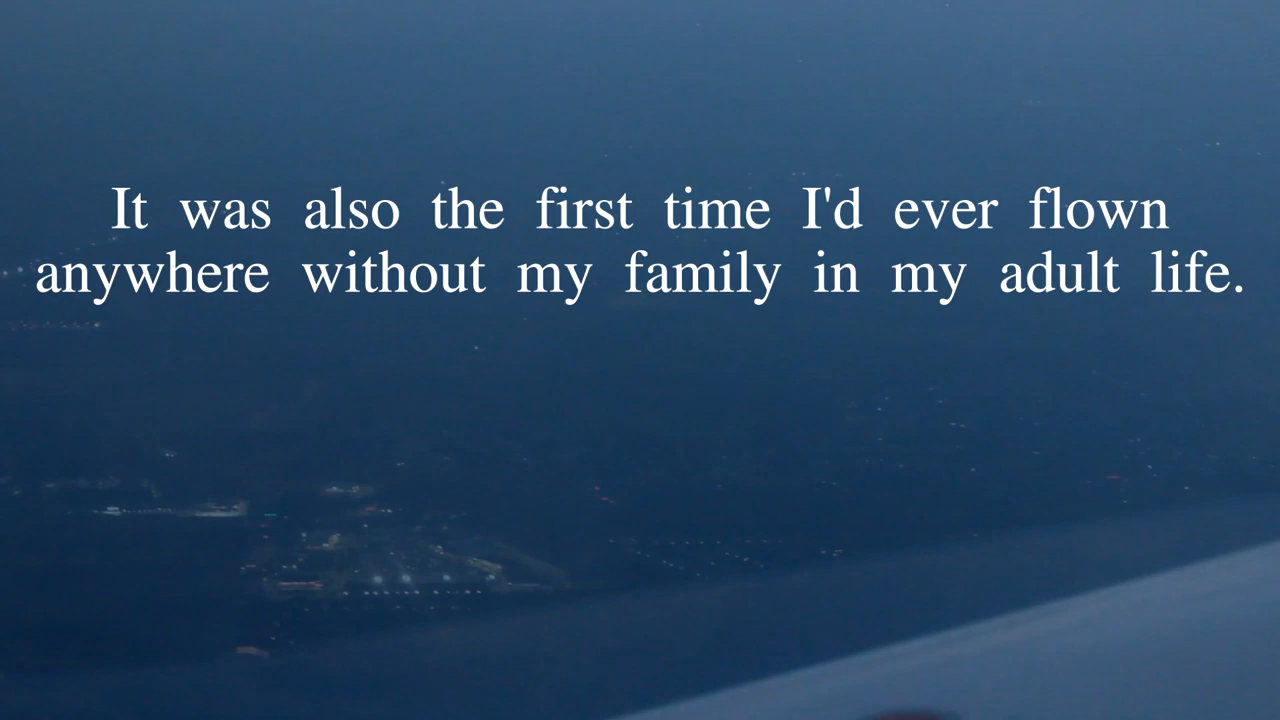 It was also the first time I'd ever flown
anywhere without my family in my adult life.